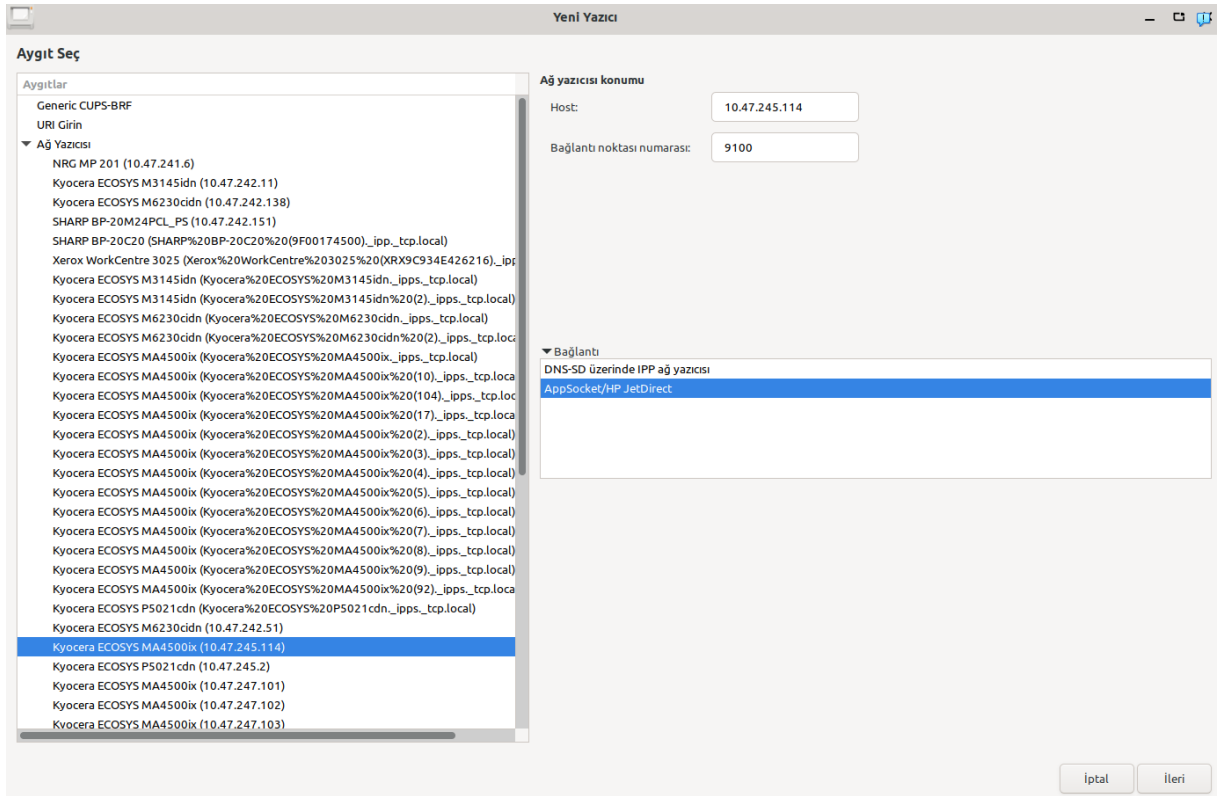 Yeni Yazıcı
Aygıt Seç
Aygıtlar
Generic CUPS-BRF
URI Girin
Ağ Yazıcısı
NRG MP 201 (10.47.241.6)
Kyocera ECOSYS M3145idn (10.47.242.11)
Kyocera ECOSYS M6230cidn (10.47.242.138)
SHARP BP-20M24PCL_PS (10.47.242.151)
SHARP BP-20C20 (SHARP%20BP-20C20%20(9F00174500)._ipp._tcp.local)
Xerox WorkCentre 3025 (Xerox%20WorkCentre%203025%20(XRX9C934E426216)._ipp
Kyocera ECOSYS M3145idn (Kyocera%20ECOSYS%20M3145idn._ipps._tcp.local)
Kyocera ECOSYS M3145idn (Kyocera%20ECOSYS%20M3145idn%20(2)._ipps._tcp.local)
Kyocera ECOSYS M6230cidn (Kyocera%20ECOSYS%20M6230cidn._ipps._tcp.local)
Kyocera ECOSYS M6230cidn (Kyocera%20ECOSYS%20M6230cidn%20(2)._ipps._tcp.loca
Kyocera ECOSYS MA4500ix (Kyocera%20ECOSYS%20MA4500ix._ipps._tcp.local)
Kyocera ECOSYS MA4500ix (Kyocera%20ECOSYS%20MA4500ix%20(10)._ipps._tcp.loca
Kyocera ECOSYS MA4500ix (Kyocera%20ECOSYS%20MA4500ix%20(104)._ipps._tcp.loc
Kyocera ECOSYS MA4500ix (Kyocera%20ECOSYS%20MA4500ix%20(17)._ipps._tcp.loca
Kyocera ECOSYS MA4500ix (Kyocera%20ECOSYS%20MA4500ix%20(2)._ipps._tcp.local)
Kyocera ECOSYS MA4500ix (Kyocera%20ECOSYS%20MA4500ix%20(3)._ipps._tcp.local)
Kyocera ECOSYS MA4500ix (Kyocera%20ECOSYS%20MA4500ix%20(4)._ipps._tcp.local)
Kyocera ECOSYS MA4500ix (Kyocera%20ECOSYS%20MA4500ix%20(5)._ipps._tcp.local)
Kyocera ECOSYS MA4500ix (Kyocera%20ECOSYS%20MA4500ix%20(6)._ipps._tcp.local)
Kyocera ECOSYS MA4500ix (Kyocera%20ECOSYS%20MA4500ix%20(7)._ipps._tcp.local)
Kyocera ECOSYS MA4500ix (Kyocera%20ECOSYS%20MA4500ix%20(8)._ipps._tcp.local)
Kyocera ECOSYS MA4500ix (Kyocera%20ECOSYS%20MA4500ix%20(9)._ipps._tcp.local)
Kyocera ECOSYS MA4500ix (Kyocera%20ECOSYS%20MA4500ix%20(92)._ipps._tcp.loca
Kyocera ECOSYS P5021cdn (Kyocera%20ECOSYS%20P5021cdn._ipps._tcp.local)
Kyocera ECOSYS M6230cidn (10.47.242.51)
Kyocera ECOSYS MA4500ix (10.47.245.114)
Kyocera ECOSYS P5021cdn (10.47.245.2)
Kyocera ECOSYS MA4500ix (10.47.247.101)
Kyocera ECOSYS MA4500ix (10.47.247.102)
Kyocera ECOSYS MA4500ix (10.47.247.103)
Ağ yazıcısı konumu
Host: 10.47.245.114
Bağlantı noktası numarası: 9100
Bağlantı
DNS-SD üzerinde IPP ağ yazıcısı
AppSocket/HP JetDirect
İptal
İleri